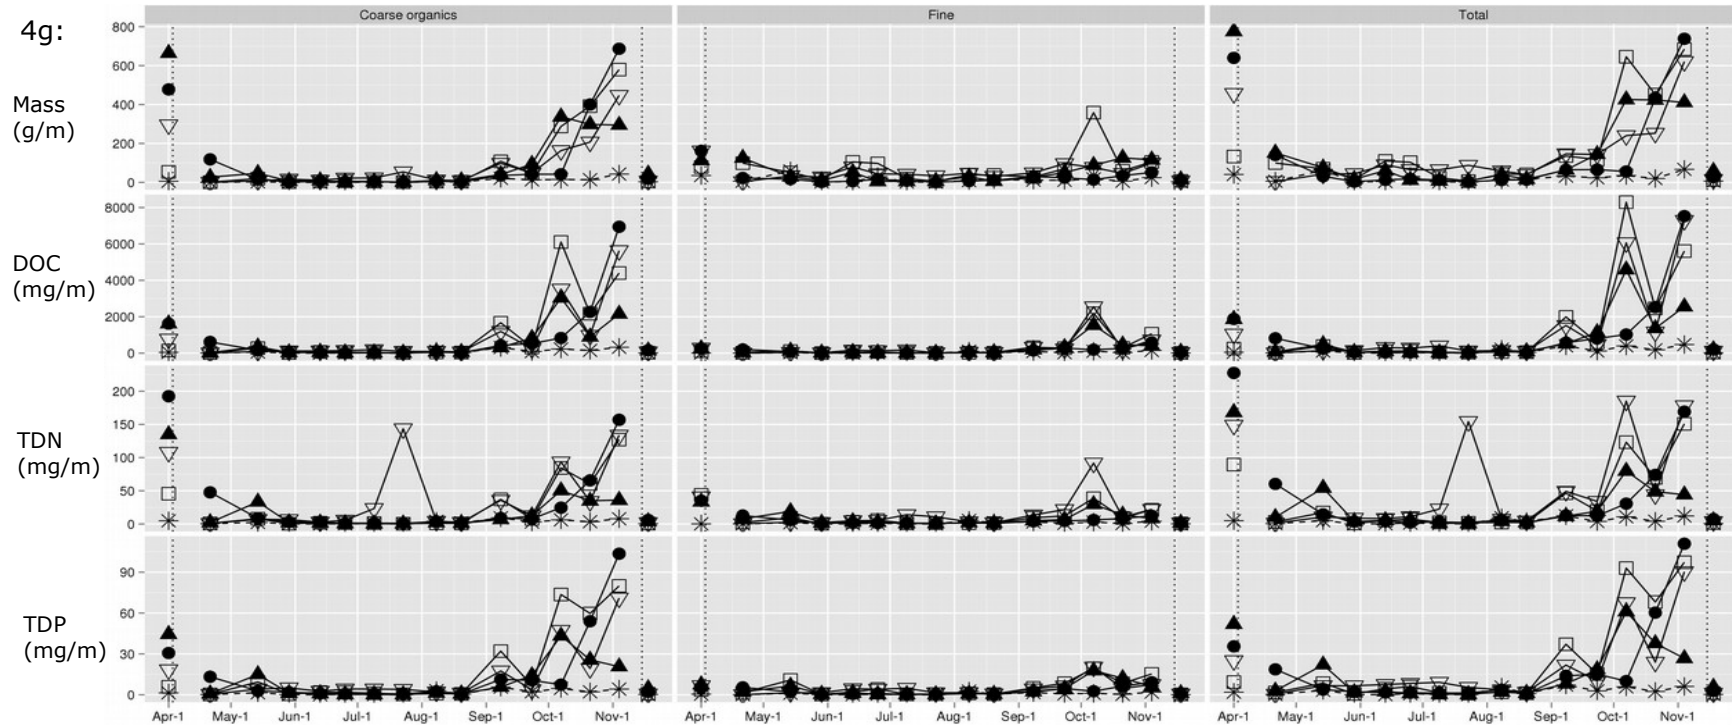 4g:
Coarse organics Fine Total
Mass
(g/m)
800
600
400
200
0
DOC
(mg/m)
8000
6000
4000
2000
0
TDN
(mg/m)
200
150
100
50
0
TDP
(mg/m)
90
60
30
0
Apr-1 May-1 Jun-1 Jul-1 Aug-1 Sep-1 Oct-1 Nov-1 Apr-1 May-1 Jun-1 Jul-1 Aug-1 Sep-1 Oct-1 Nov-1 Apr-1 May-1 Jun-1 Jul-1 Aug-1 Sep-1 Oct-1 Nov-1